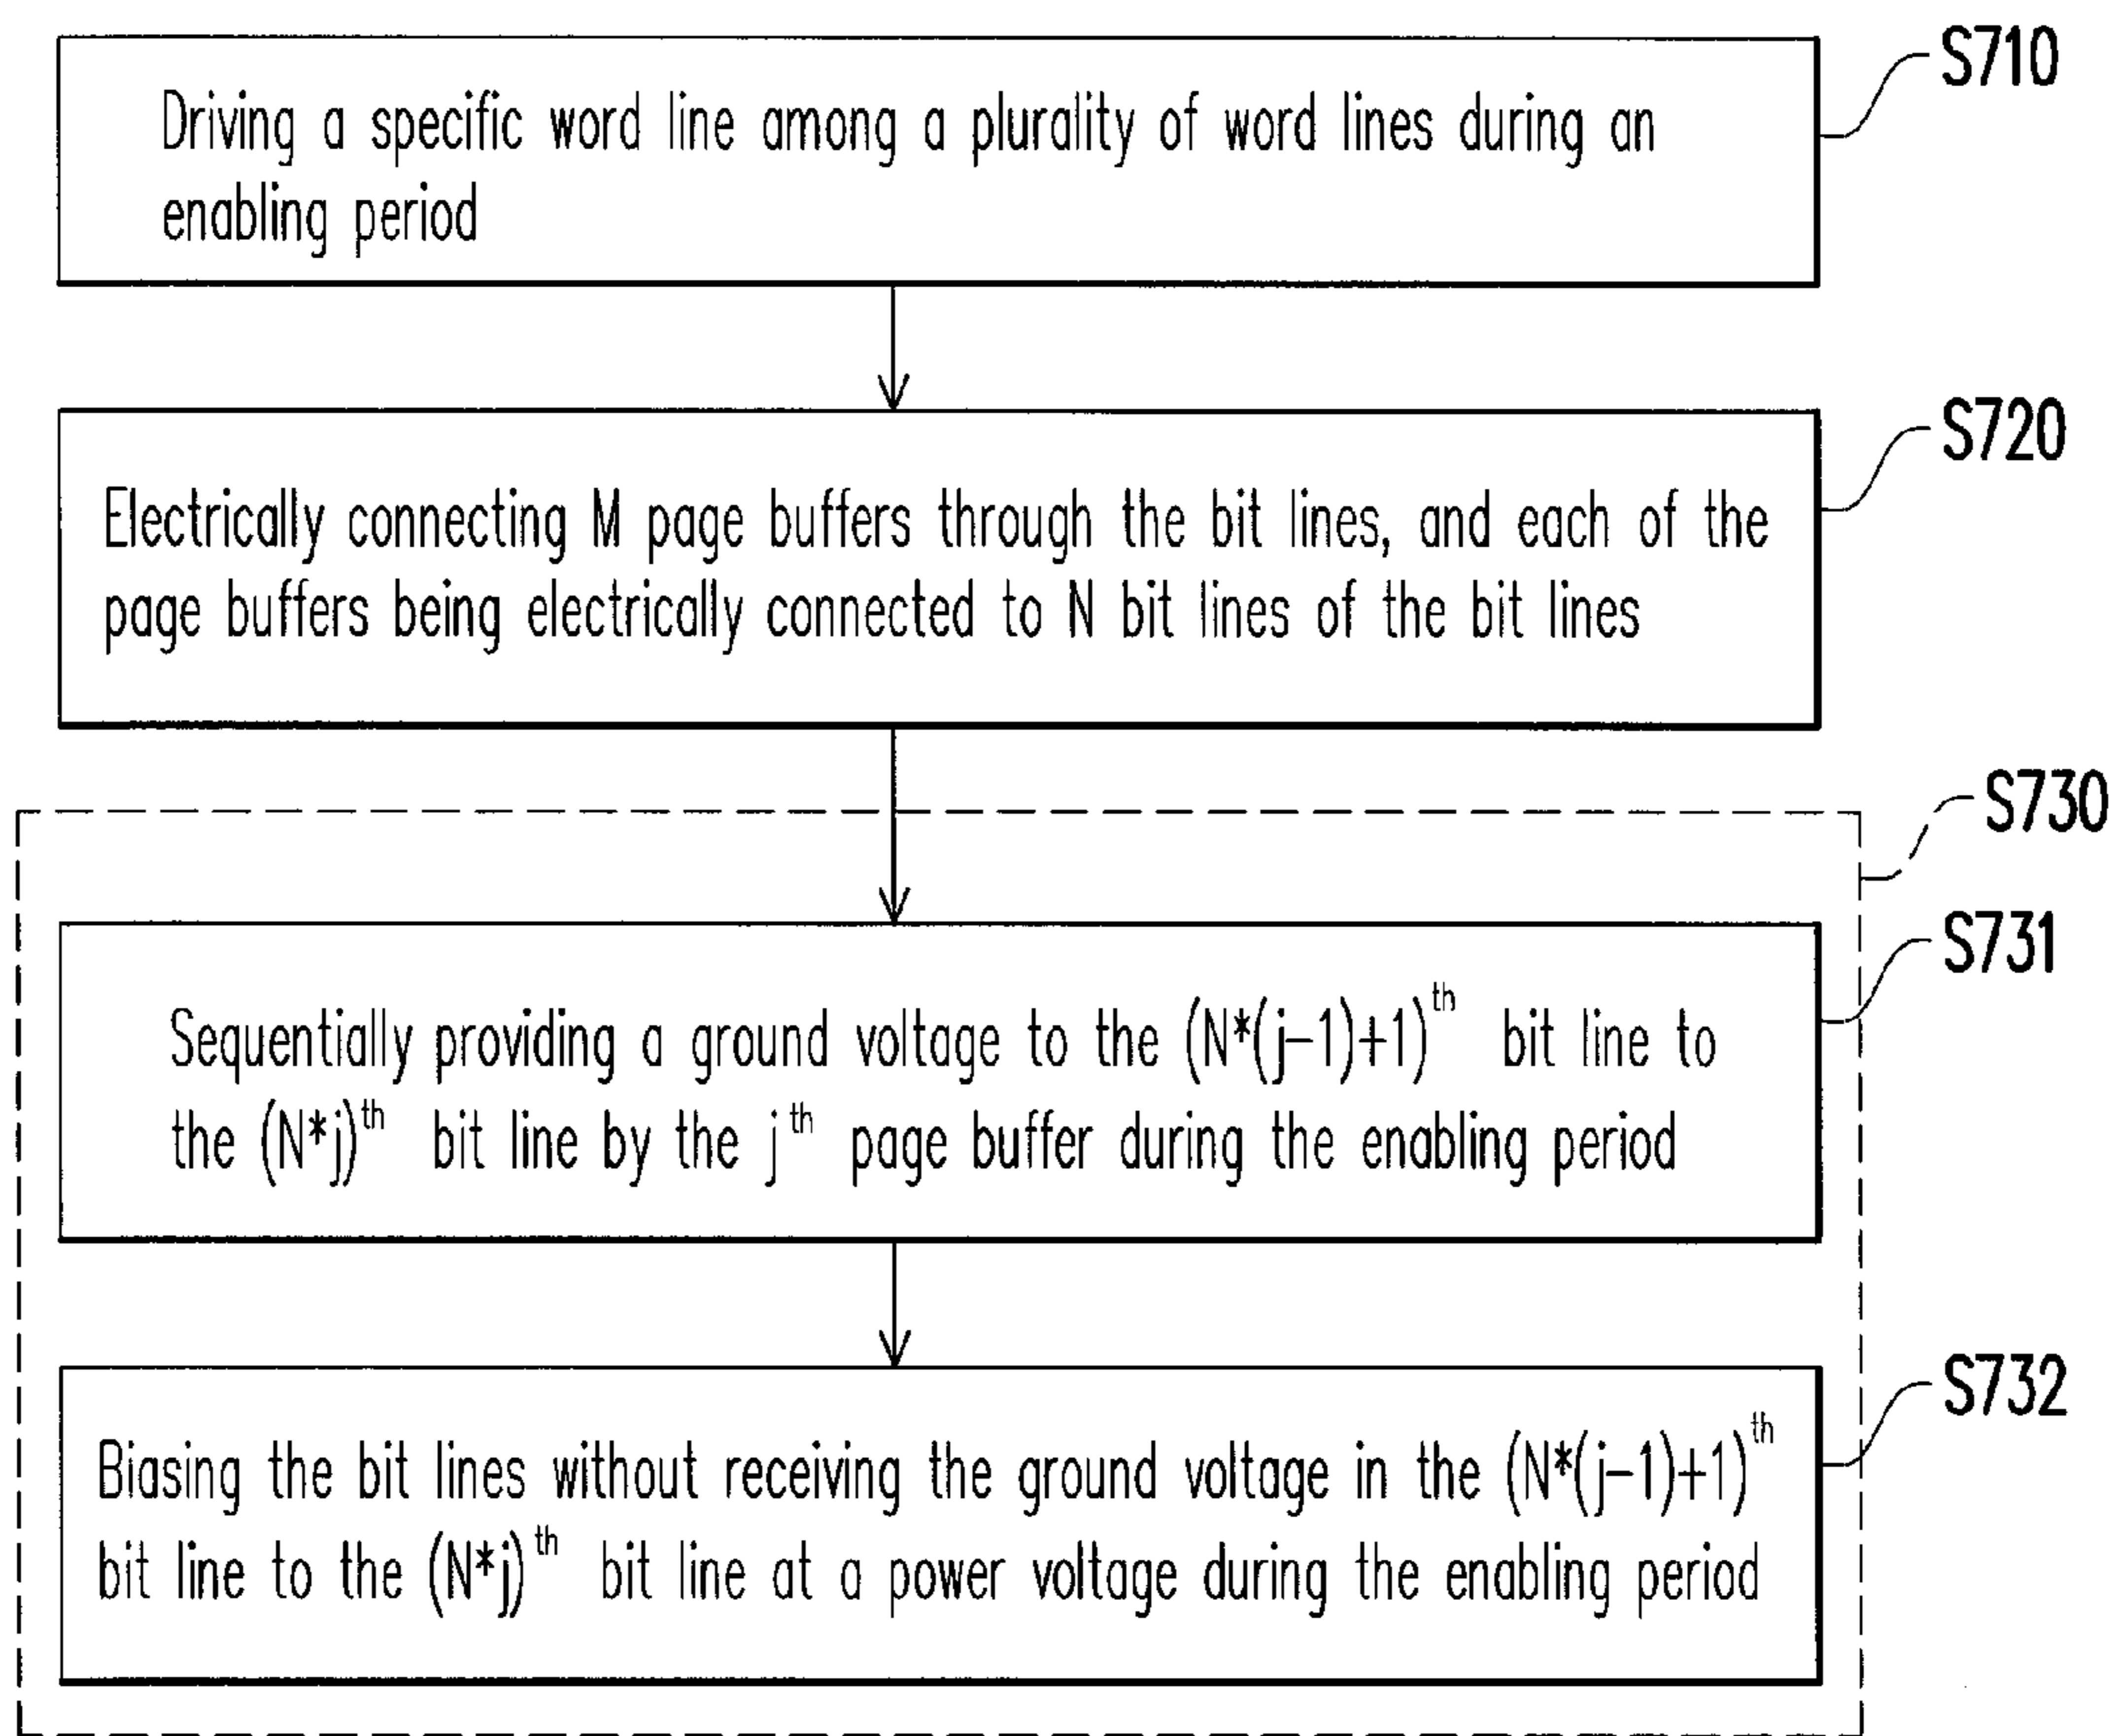 S710
Driving a specific word line among a plurality of word lines during an
enabling period
S720
Electrically connecting M page buffers through the bit lines, and each of the
page buffers being electrically connected to N bit lines of the bit lines
S730
S731
Sequentially providing a ground voltage to the (N*(j-1)+1)th bit line to
the (N*j)th bit line by the jth page buffer during the enabling period
S732
Biasing the bit lines without receiving the ground voltage in the (N*(j-1)+1)th
bit line to the (N*j)th bit line at a power voltage during the enabling period